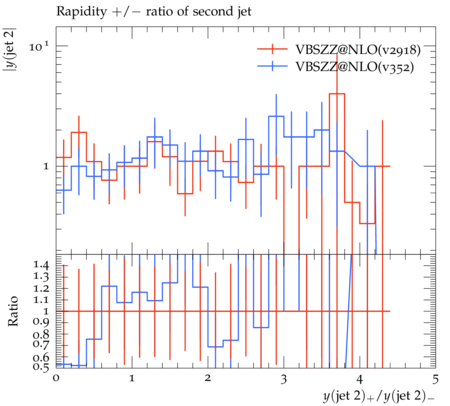 Rapidity +/− ratio of second jet
|y(jet 2|
10¹
1
VBSZZ@NLO(v2918)
VBSZZ@NLO(v352)
Ratio
1.4
1.3
1.2
1.1
1
0.9
0.8
0.7
0.6
0.5
0 1 2 3 4 5
y(jet 2)₊/y(jet 2)₋